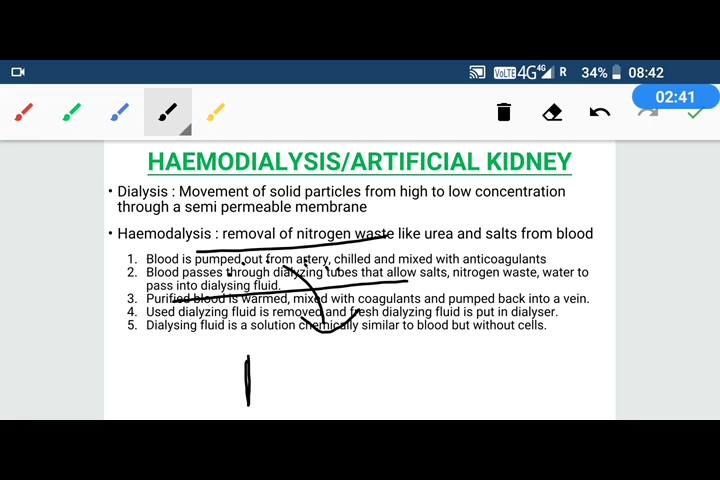 VoLTE 4G 4G R 34% 08:42
02:41
HAEMODIALYSIS/ARTIFICIAL KIDNEY
• Dialysis : Movement of solid particles from high to low concentration
through a semi permeable membrane
• Haemodalysis : removal of nitrogen waste like urea and salts from blood
1. Blood is pumped out from artery, chilled and mixed with anticoagulants
2. Blood passes through dialyzing tubes that allow salts, nitrogen waste, water to
pass into dialysing fluid.
3. Purified blood is warmed, mixed with coagulants and pumped back into a vein.
4. Used dialyzing fluid is removed and fresh dialyzing fluid is put in dialyser.
5. Dialysing fluid is a solution chemically similar to blood but without cells.